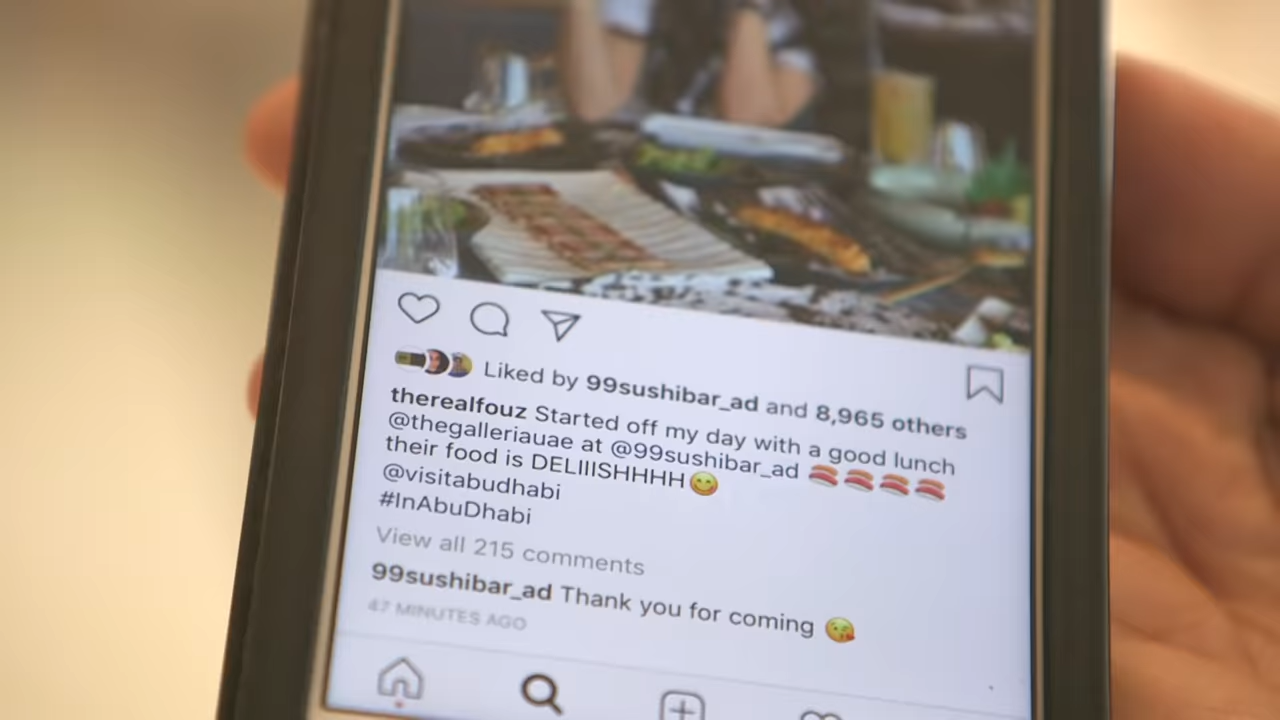 Liked by 99sushibar_ad and 8,965 others
therealfouz Started off my day with a good lunch
@thegalleriauae at @99sushibar_ad 🍣🍣🍣🍣
their food is DELIIISHHHH😋
@visitabudhabi
#InAbuDhabi
View all 215 comments
99sushibar_ad Thank you for coming 😘
47 MINUTES AGO